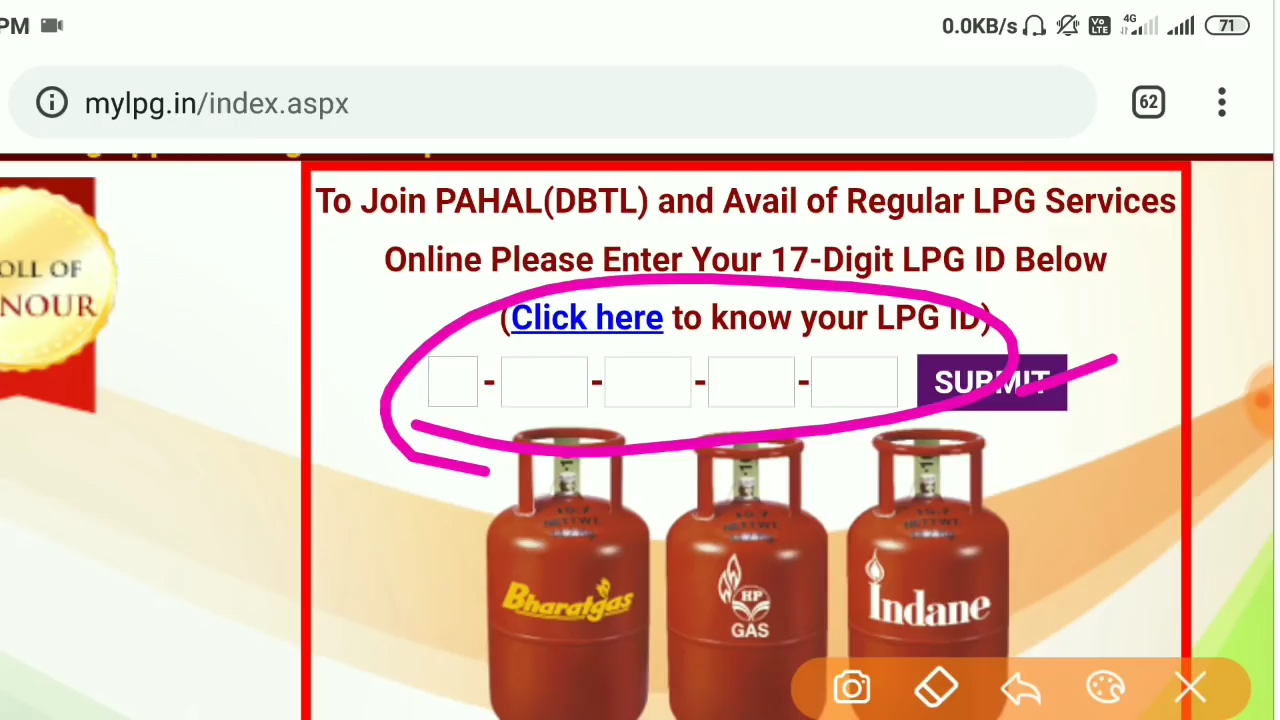 PM 0.0KB/s Vo LTE 4G 71
mylpg.in/index.aspx 62
To Join PAHAL(DBTL) and Avail of Regular LPG Services
OLL OF
NOUR
Online Please Enter Your 17-Digit LPG ID Below
(Click here to know your LPG ID)
- - - - SUBMIT
Bharatgas
HP
GAS
Indane